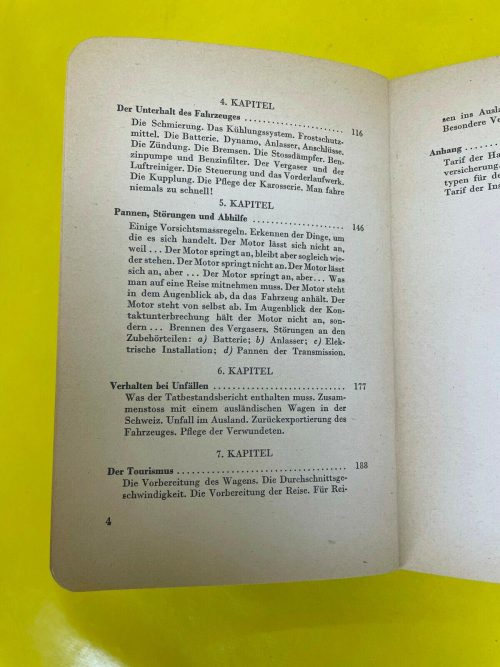 4. KAPITEL
Der Unterhalt des Fahrzeuges .................... 116
Die Schmierung. Das Kühlungssystem. Frostschutz-
mittel. Die Batterie. Dynamo, Anlasser, Anschlüsse.
Die Zündung. Die Bremsen. Die Stossdämpfer. Ben-
zinpumpe und Benzinfilter. Der Vergaser und der
Luftreiniger. Die Steuerung und das Vorderlaufwerk.
Die Kupplung. Die Pflege der Karosserie. Man fahre
niemals zu schnell!
5. KAPITEL
Pannen, Störungen und Abhilfe .................... 146
Einige Vorsichtsmassregeln. Erkennen der Dinge, um
die es sich handelt. Der Motor lässt sich nicht an,
weil ... Der Motor springt an, bleibt aber sogleich wie-
der stehen. Der Motor springt nicht an. Der Motor lässt
sich an, aber ... Der Motor springt an, aber... Was
man auf eine Reise mitnehmen muss. Der Motor steht
in dem Augenblick ab, da das Fahrzeug anhält. Der
Motor steht von selbst ab. Im Augenblick der Kon-
taktunterbrechung hält der Motor nicht an, son-
dern ... Brennen des Vergasers. Störungen an den
Zubehörteilen: a) Batterie; b) Anlasser; c) Elek-
trische Installation; d) Pannen der Transmission.
6. KAPITEL
Verhalten bei Unfällen .................... 177
Was der Tatbestandsbericht enthalten muss. Zusam-
menstoss mit einem ausländischen Wagen in der
Schweiz. Unfall im Ausland. Zurückexportierung des
Fahrzeuges. Pflege der Verwundeten.
7. KAPITEL
Der Tourismus .................... 188
Die Vorbereitung des Wagens. Die Durchschnittsge-
schwindigkeit. Die Vorbereitung der Reise. Für Rei-
4
sen ins Ausla
Besondere Ve
Anhang ........
Tarif der Ha
versicherung.
typen für de
Tarif der Ins